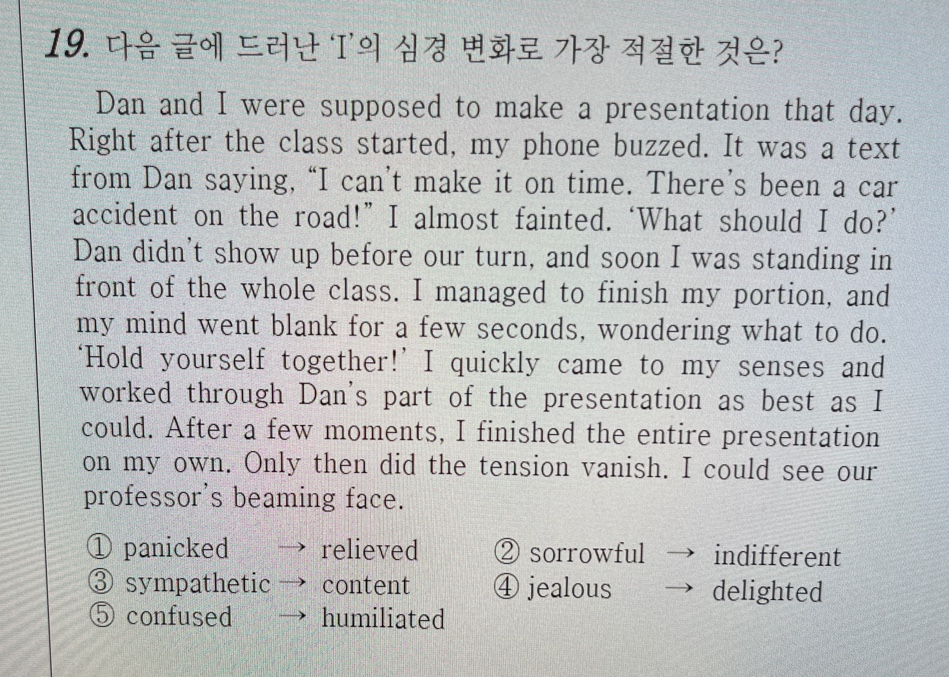 19. 다음 글에 드러난 ‘I’의 심경 변화로 가장 적절한 것은?
Dan and I were supposed to make a presentation that day.
Right after the class started, my phone buzzed. It was a text
from Dan saying, “I can’t make it on time. There’s been a car
accident on the road!” I almost fainted. ‘What should I do?’
Dan didn’t show up before our turn, and soon I was standing in
front of the whole class. I managed to finish my portion, and
my mind went blank for a few seconds, wondering what to do.
‘Hold yourself together!’ I quickly came to my senses and
worked through Dan’s part of the presentation as best as I
could. After a few moments, I finished the entire presentation
on my own. Only then did the tension vanish. I could see our
professor’s beaming face.
① panicked → relieved ② sorrowful → indifferent
③ sympathetic → content ④ jealous → delighted
⑤ confused → humiliated